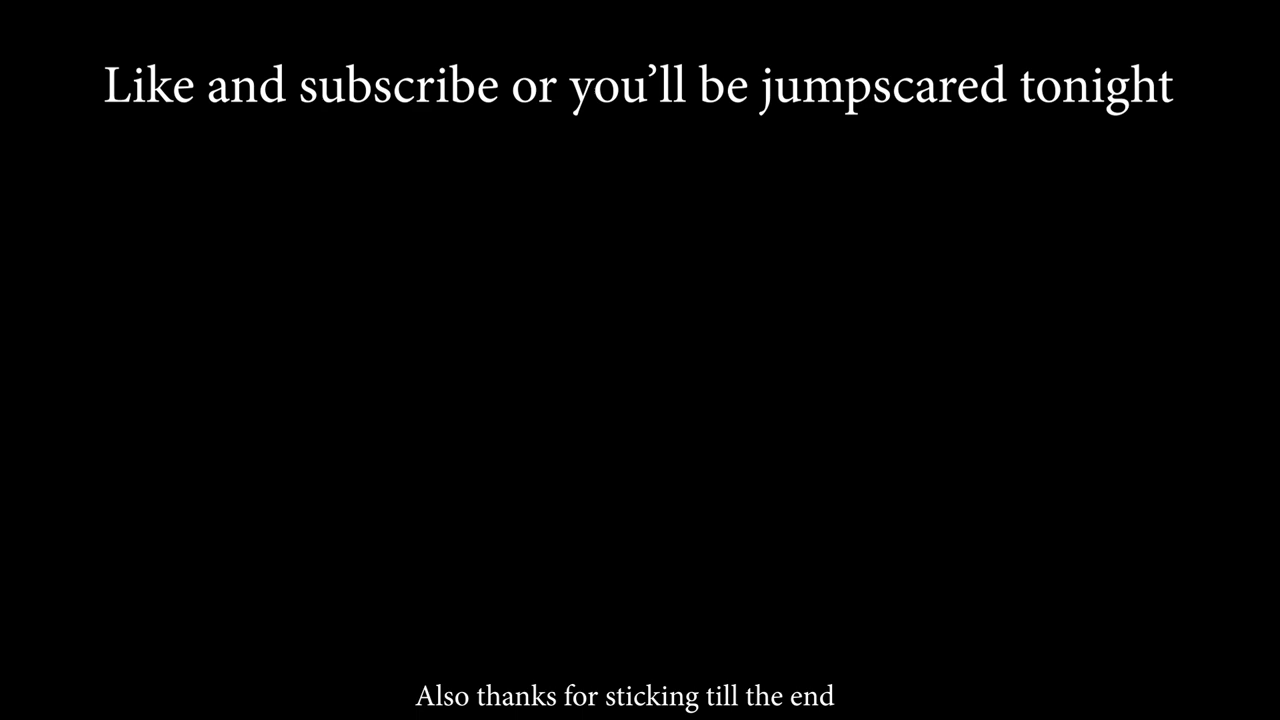 Like and subscribe or you’ll be jumpscared tonight
Also thanks for sticking till the end